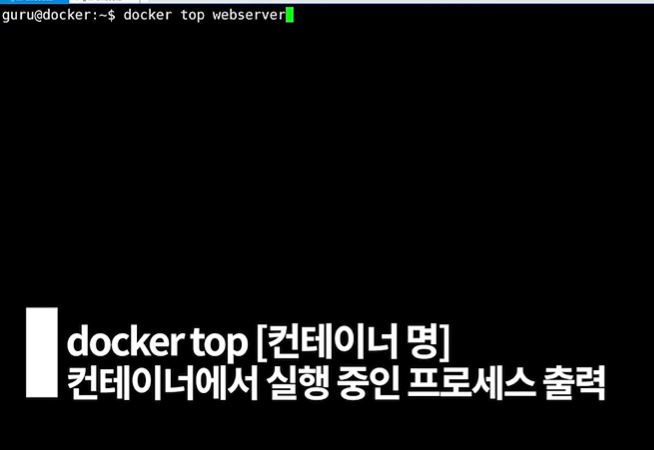 guru@docker:~$ docker top webserver
docker top [컨테이너 명]
컨테이너에서 실행 중인 프로세스 출력